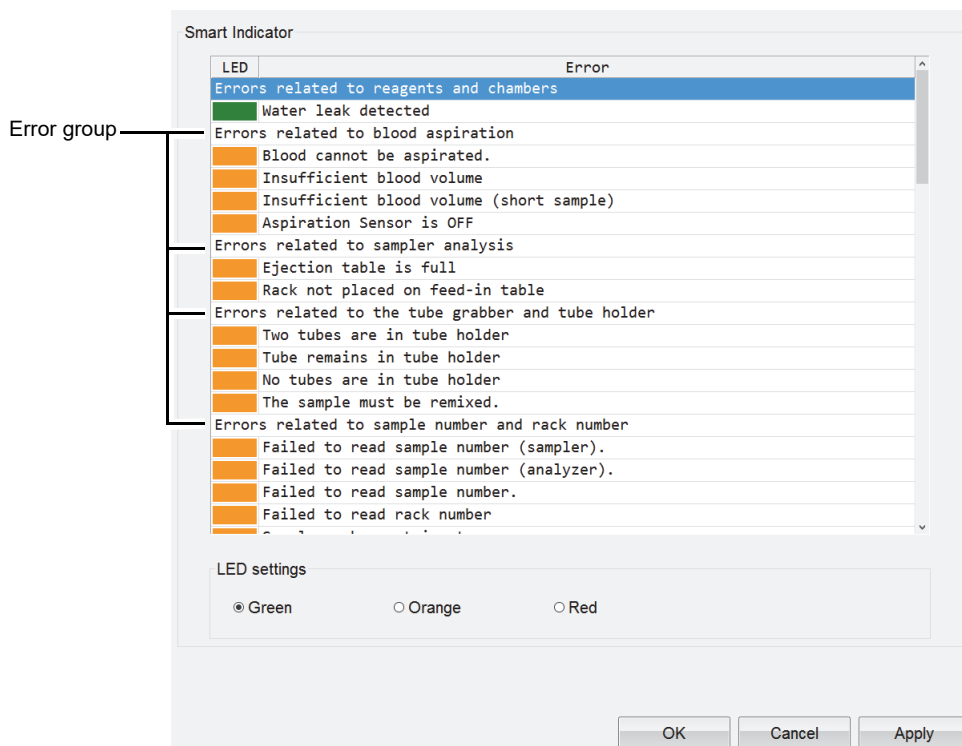 Smart Indicator
LED Error
Errors related to reagents and chambers
Water leak detected
Error group
Errors related to blood aspiration
Blood cannot be aspirated.
Insufficient blood volume
Insufficient blood volume (short sample)
Aspiration Sensor is OFF
Errors related to sampler analysis
Ejection table is full
Rack not placed on feed-in table
Errors related to the tube grabber and tube holder
Two tubes are in tube holder
Tube remains in tube holder
No tubes are in tube holder
The sample must be remixed.
Errors related to sample number and rack number
Failed to read sample number (sampler).
Failed to read sample number (analyzer).
Failed to read sample number.
Failed to read rack number
LED settings
Green Orange Red
OK Cancel Apply